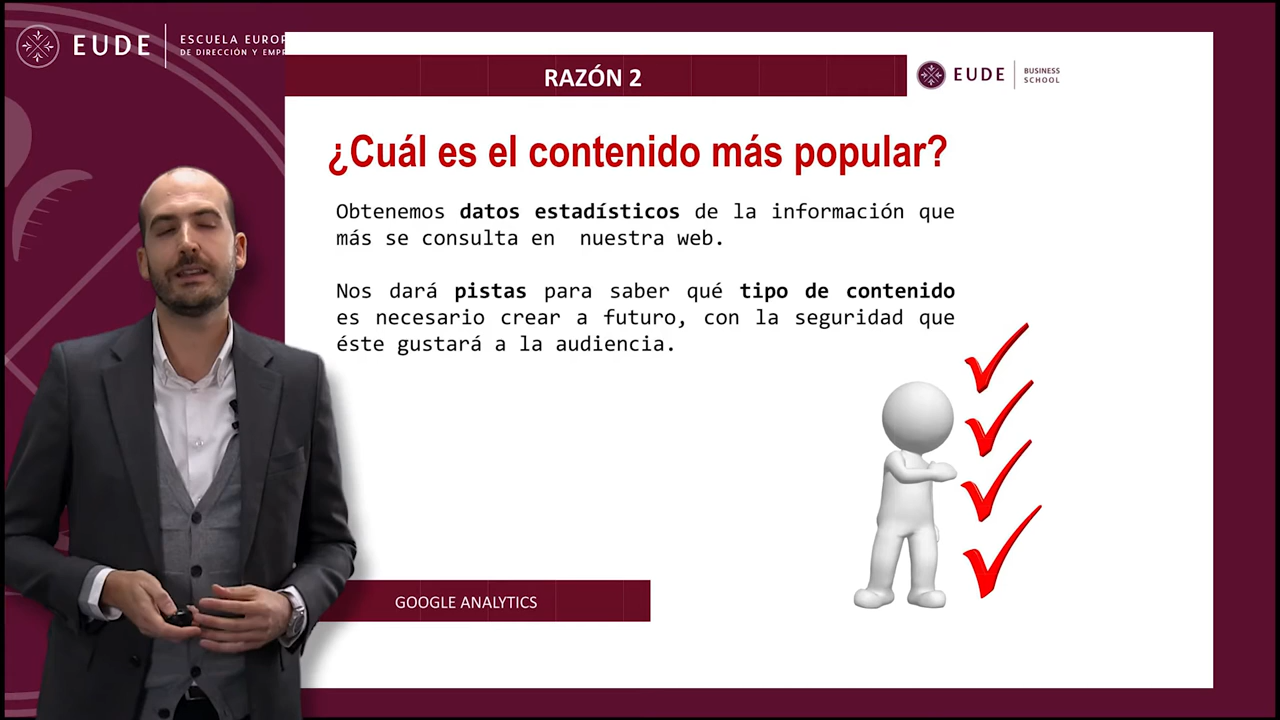 EUDE
ESCUELA EUROP
DE DIRECCIÓN Y EMPR
RAZÓN 2
EUDE
BUSINESS
SCHOOL
¿Cuál es el contenido más popular?
Obtenemos datos estadísticos de la información que
más se consulta en nuestra web.
Nos dará pistas para saber qué tipo de contenido
es necesario crear a futuro, con la seguridad que
éste gustará a la audiencia.
GOOGLE ANALYTICS